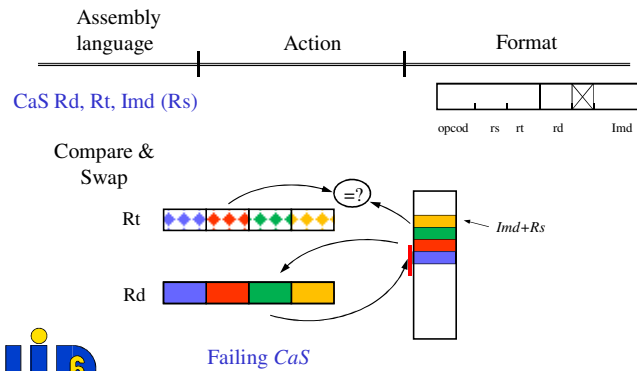 Assembly language
Action
Format
CaS Rd, Rt, Imd (Rs)
opcod rs rt rd Imd
Compare & Swap
=?
Rt
Imd+Rs
Rd
Failing CaS
6